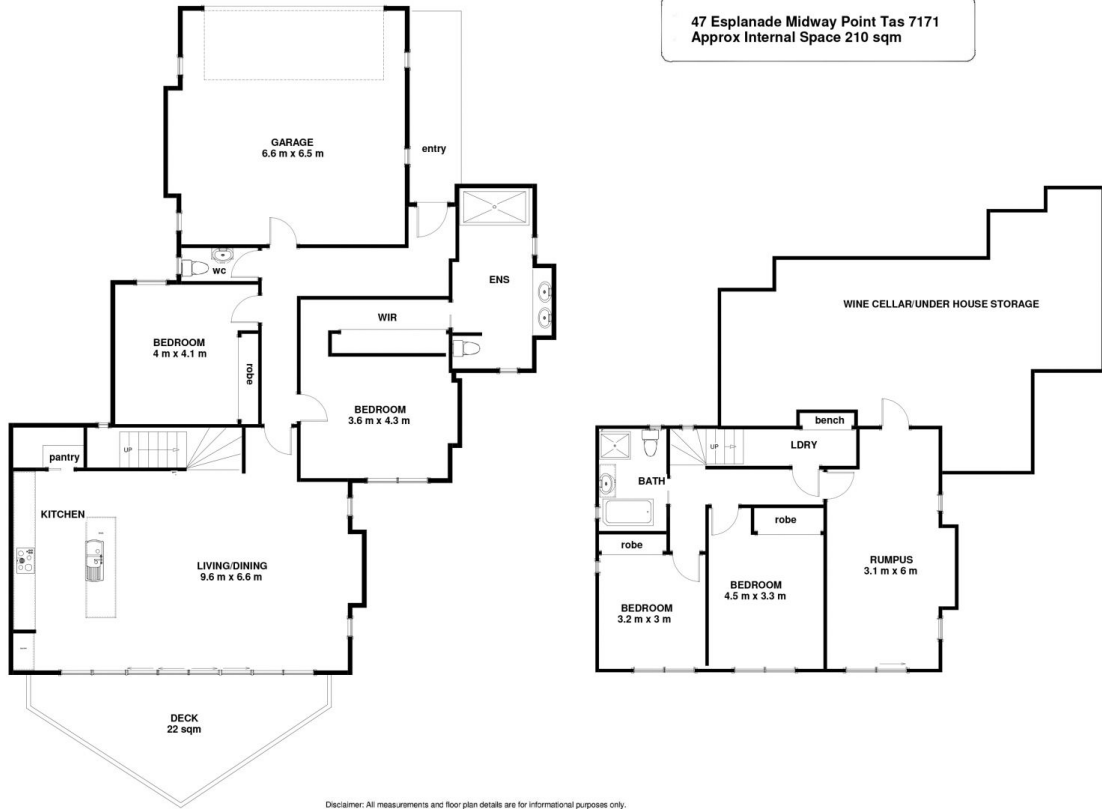 47 Esplanade Midway Point Tas 7171
Approx Internal Space 210 sqm
GARAGE
6.6 m x 6.5 m
entry
wc
ENS
WIR
BEDROOM
4 m x 4.1 m
robe
BEDROOM
3.6 m x 4.3 m
UP
pantry
KITCHEN
LIVING/DINING
9.6 m x 6.6 m
DECK
22 sqm
WINE CELLAR/UNDER HOUSE STORAGE
bench
UP
LDRY
BATH
robe
robe
RUMPUS
3.1 m x 6 m
BEDROOM
4.5 m x 3.3 m
BEDROOM
3.2 m x 3 m
Disclaimer: All measurements and floor plan details are for informational purposes only.